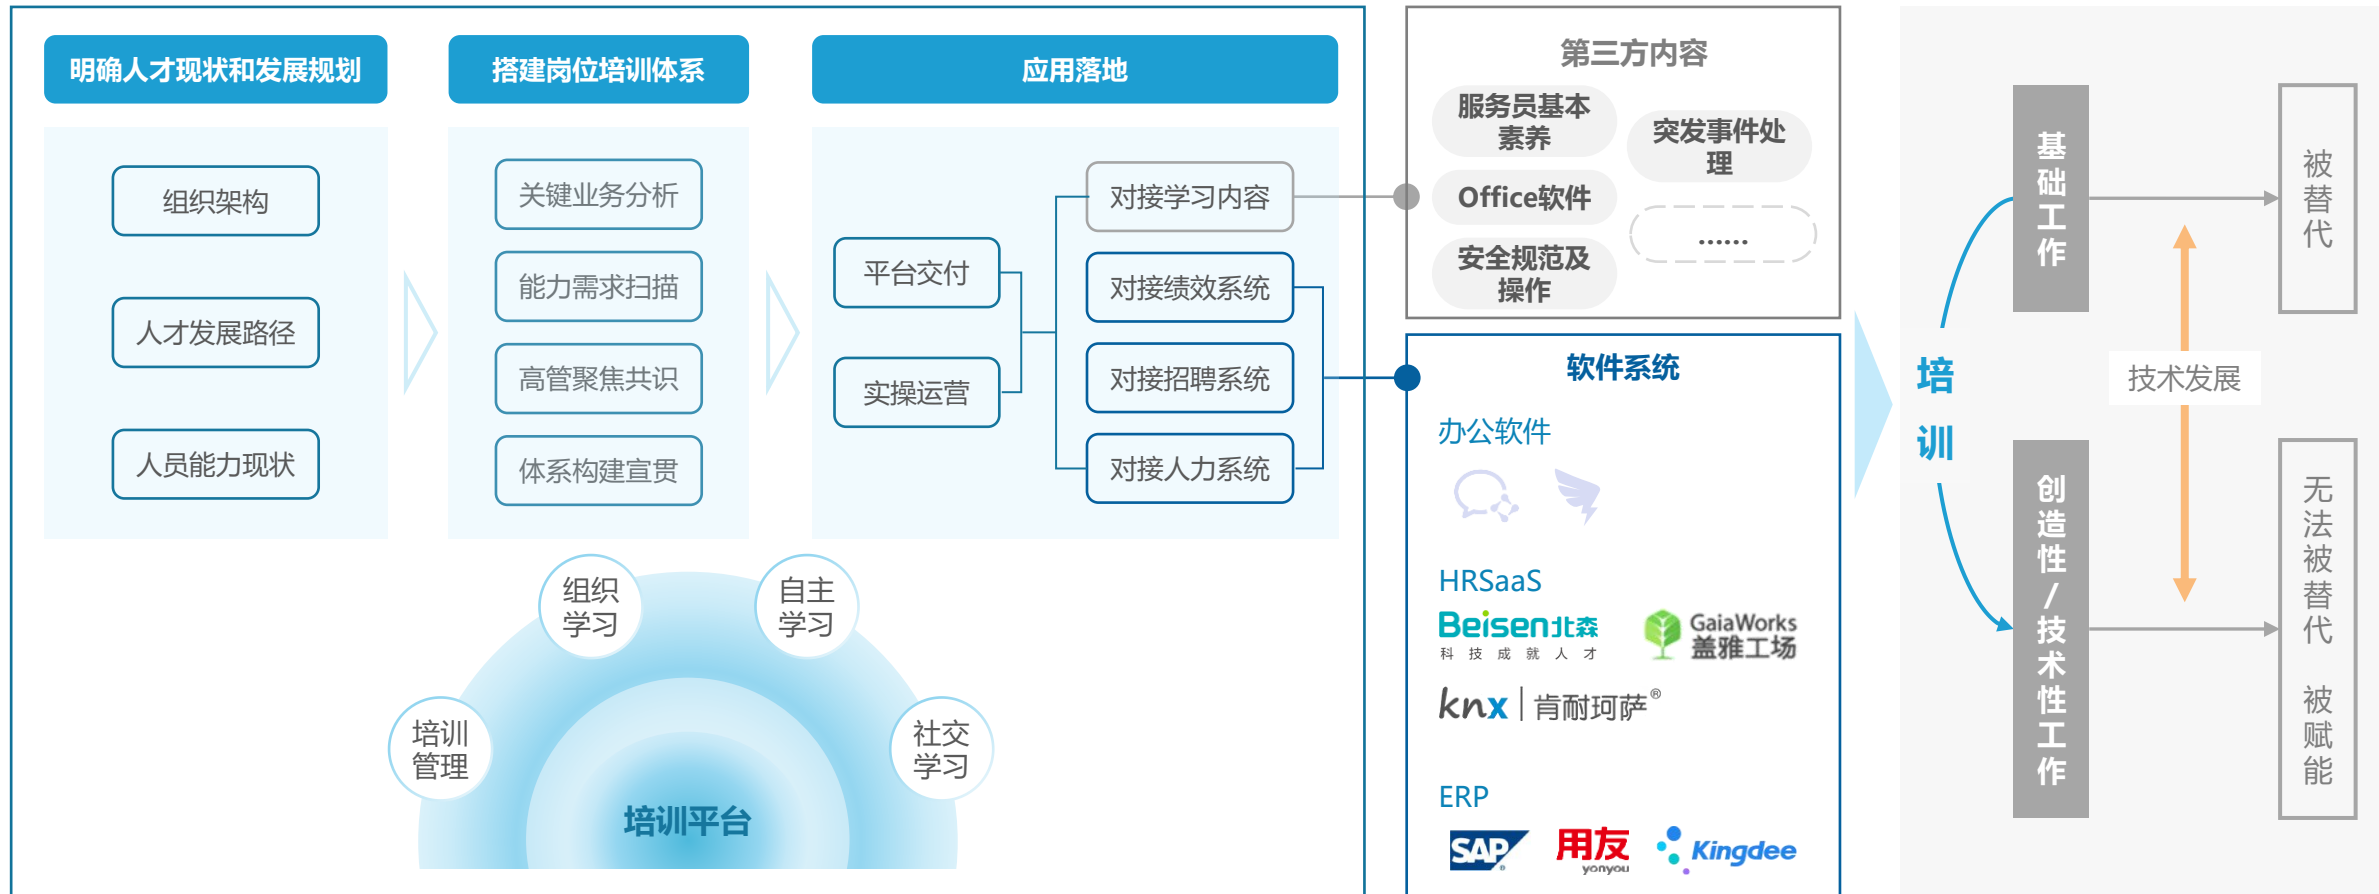 明确人才现状和发展规划
组织架构
人才发展路径
人员能力现状
搭建岗位培训体系
关键业务分析
能力需求扫描
高管聚焦共识
体系构建宣贯
应用落地
平台交付
实操运营
对接学习内容
对接绩效系统
对接招聘系统
对接人力系统
组织
学习
自主
学习
培训
管理
社交
学习
培训平台
第三方内容
服务员基本
素养
突发事件处
理
Office软件
......
安全规范及
操作
软件系统
办公软件
HRSaaS
Beisen北森
科技成就人才
GaiaWorks
盖雅工场
knx 肯耐珂萨®
ERP
SAP®
用友
yonyou
Kingdee
培训
基础工作
被替代
技术发展
创造性/技术性工作
无法被替代 被赋能